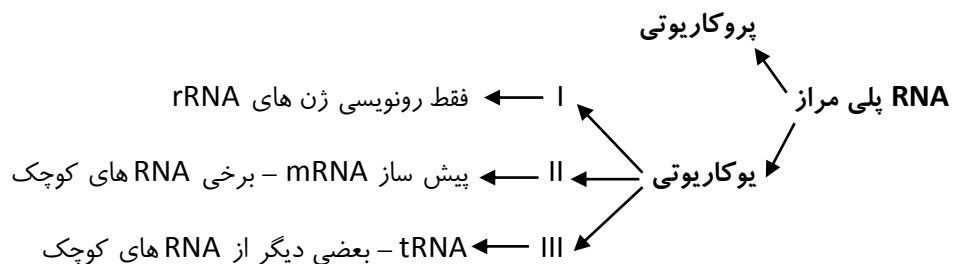 پروکاریوتی
RNA پلی مراز
I فقط رونویسی ژن های rRNA
یوکاریوتی
II پیش ساز mRNA – برخی RNA های کوچک
III tRNA – بعضی دیگر از RNA های کوچک